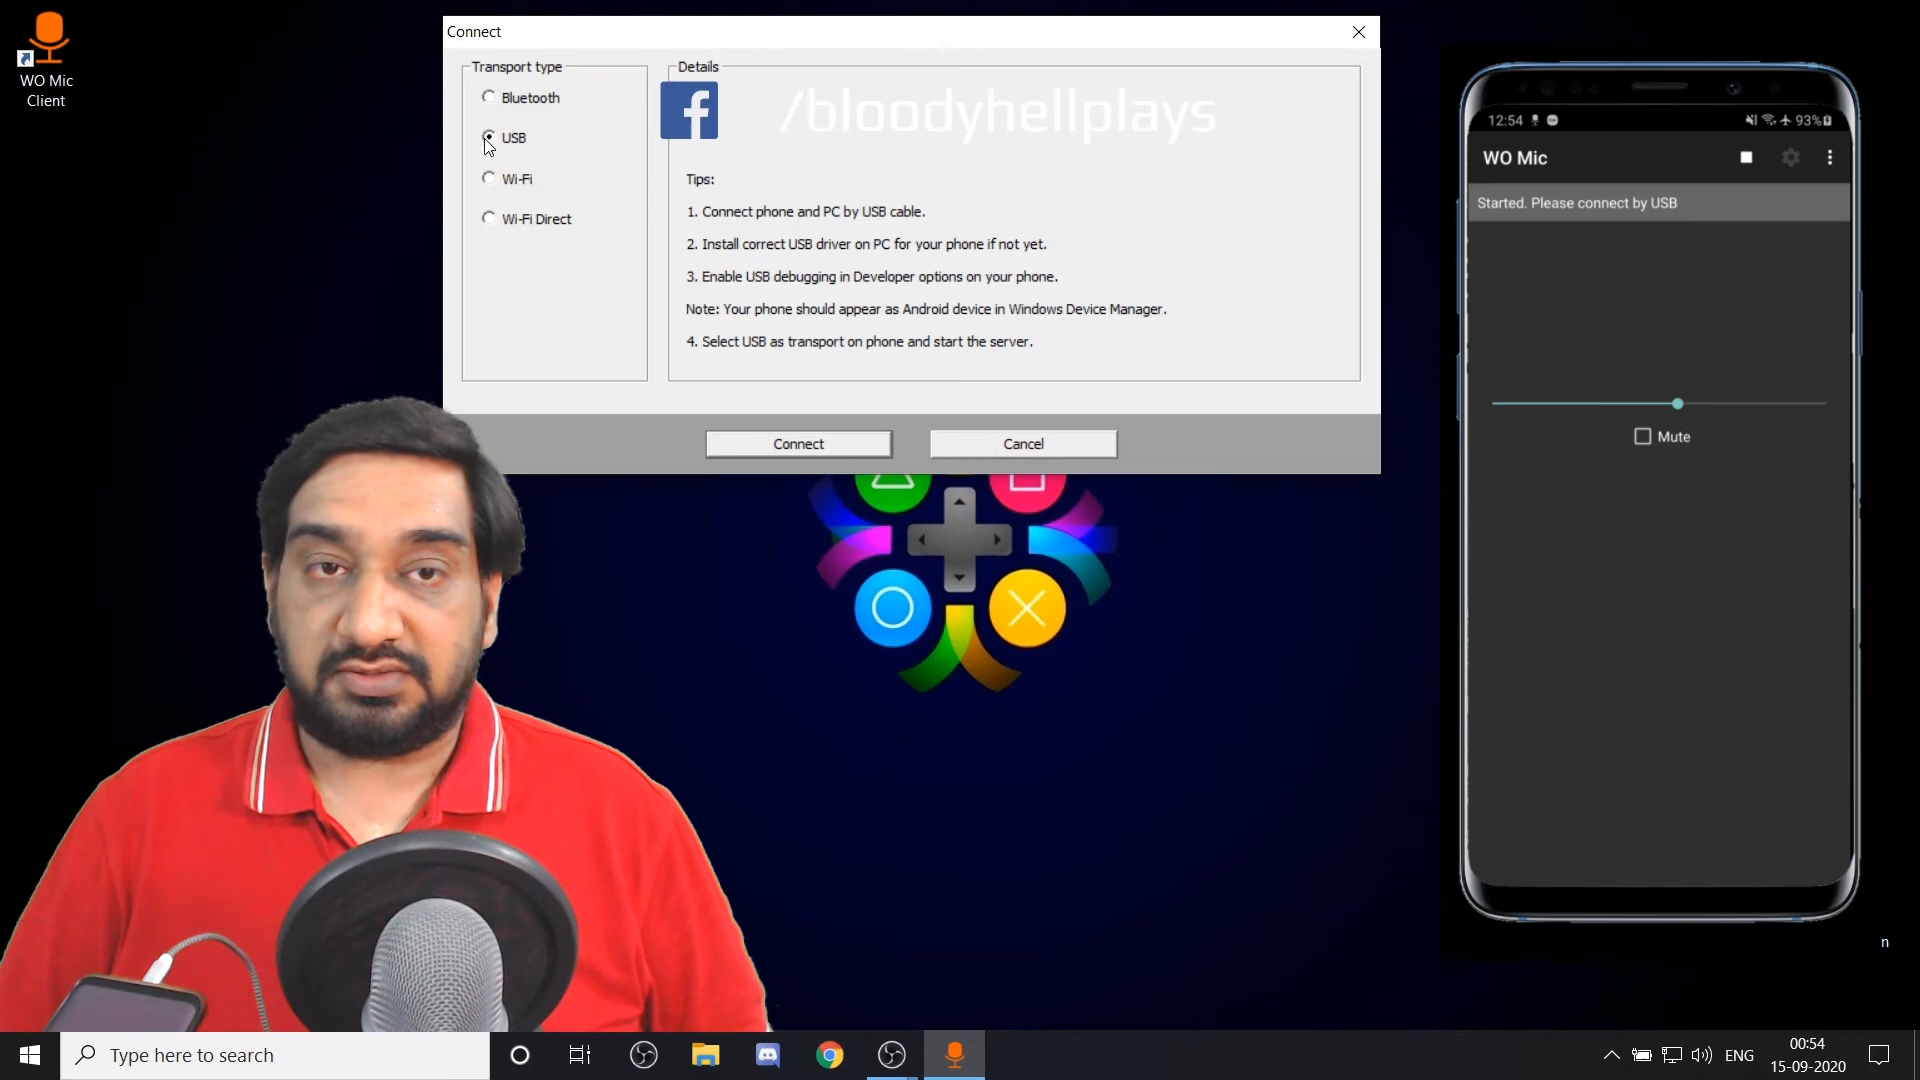 WO Mic
Client
Connect
Transport type
Bluetooth
USB
Wi-Fi
Wi-Fi Direct
Details
f /bloodyhellplays
Tips:
1. Connect phone and PC by USB cable.
2. Install correct USB driver on PC for your phone if not yet.
3. Enable USB debugging in Developer options on your phone.
Note: Your phone should appear as Android device in Windows Device Manager.
4. Select USB as transport on phone and start the server.
Connect
Cancel
12:54
93%
WO Mic
Started. Please connect by USB
Mute
n
Type here to search
ENG
00:54
15-09-2020